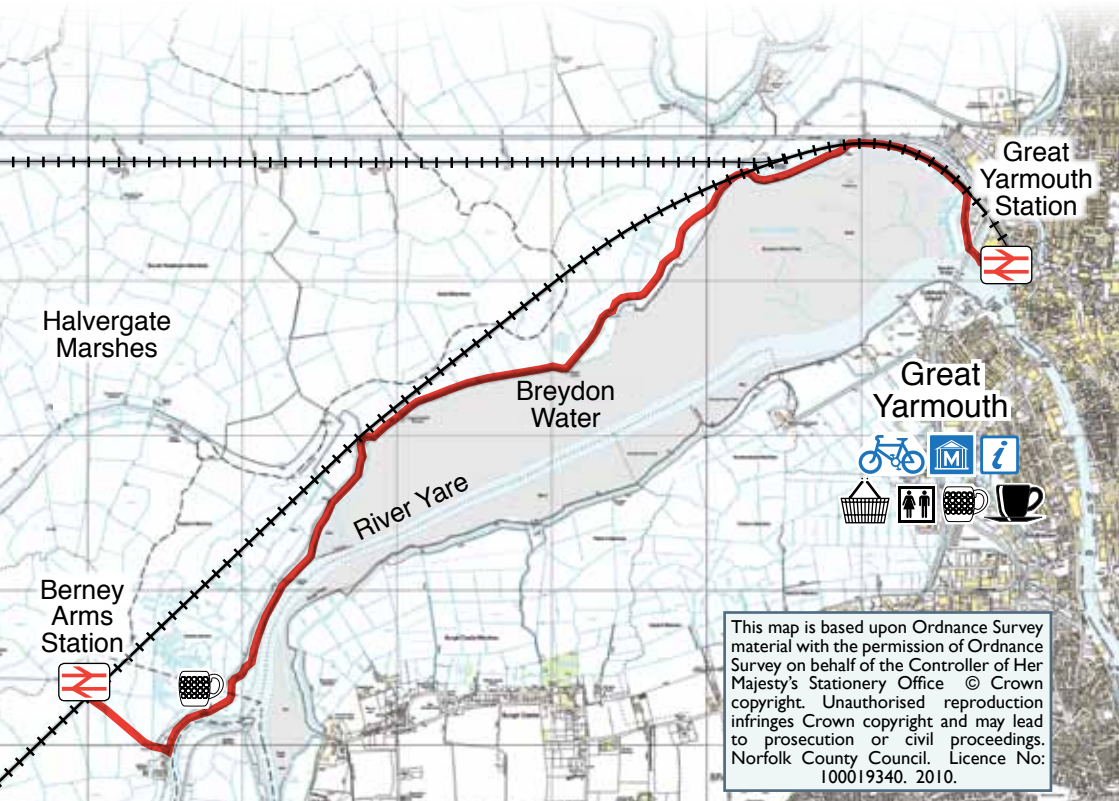 Great
Yarmouth
Station
Halvergate
Marshes
Breydon
Water
Great
Yarmouth
M
i
River Yare
Berney
Arms
Station
This map is based upon Ordnance Survey
material with the permission of Ordnance
Survey on behalf of the Controller of Her
Majesty's Stationery Office © Crown
copyright. Unauthorised reproduction
infringes Crown copyright and may lead
to prosecution or civil proceedings.
Norfolk County Council. Licence No:
100019340. 2010.